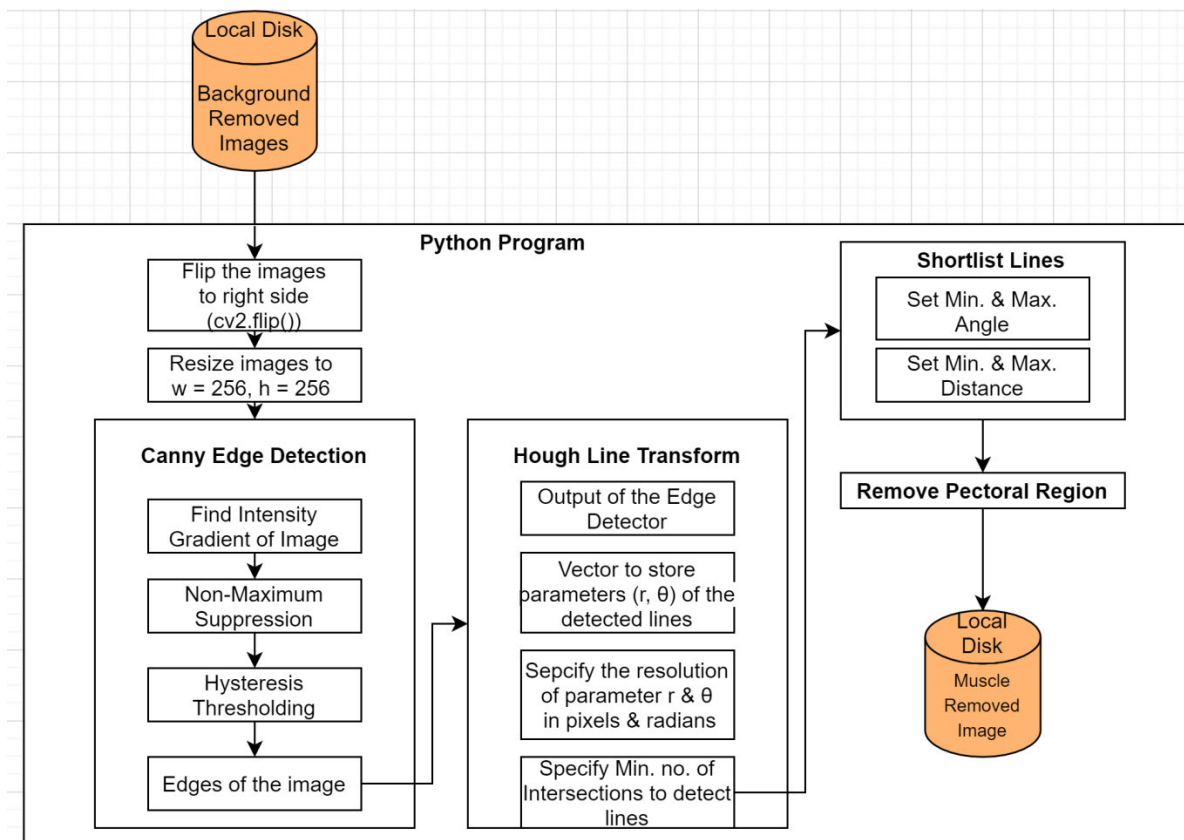 Local Disk
Background
Removed
Images
Python Program
Flip the images
to right side
(cv2.flip())
Resize images to
w = 256, h = 256
Canny Edge Detection
Find Intensity
Gradient of Image
Non-Maximum
Suppression
Hysteresis
Thresholding
Edges of the image
Hough Line Transform
Output of the Edge
Detector
Vector to store
parameters (r, θ) of the
detected lines
Sepcify the resolution
of parameter r & θ
in pixels & radians
Specify Min. no. of
Intersections to detect
lines
Shortlist Lines
Set Min. & Max.
Angle
Set Min. & Max.
Distance
Remove Pectoral Region
Local
Disk
Muscle
Removed
Image